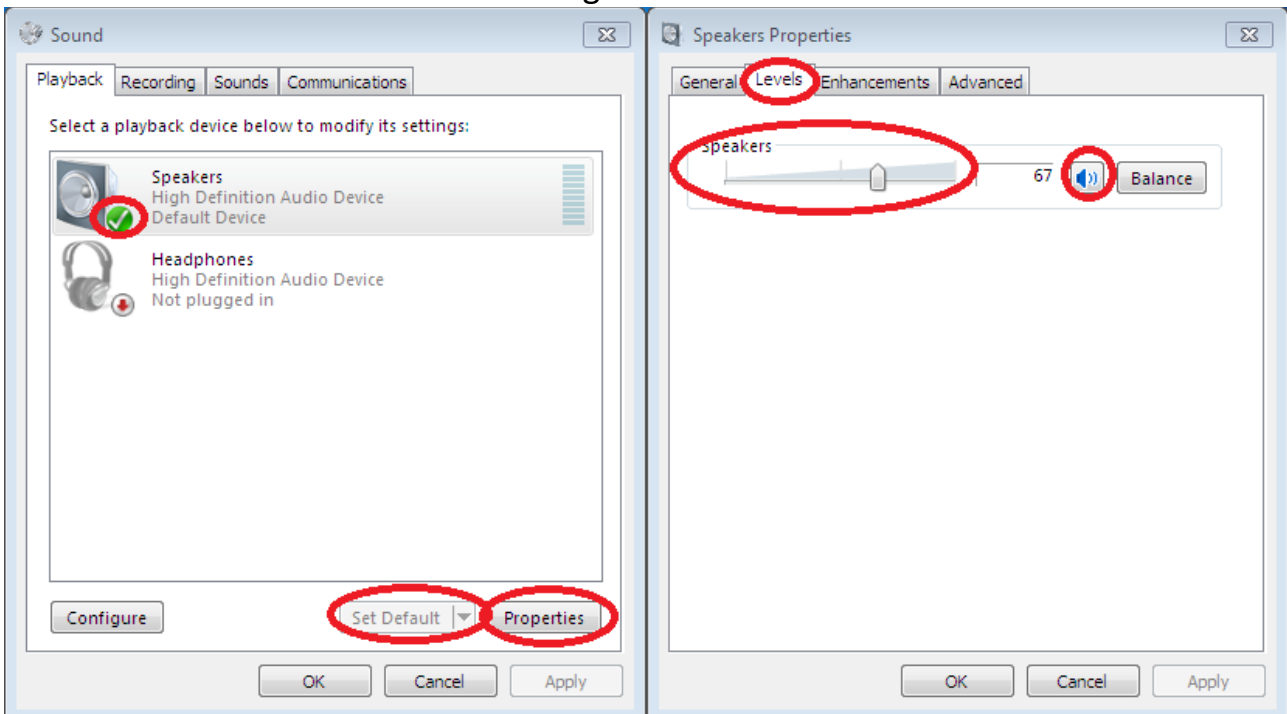 Sound
Playback Recording Sounds Communications
Select a playback device below to modify its settings:
Speakers
High Definition Audio Device
Default Device
Headphones
High Definition Audio Device
Not plugged in
Configure Set Default Properties
OK Cancel Apply
Speakers Properties
General Levels Enhancements Advanced
Speakers
67 Balance
OK Cancel Apply